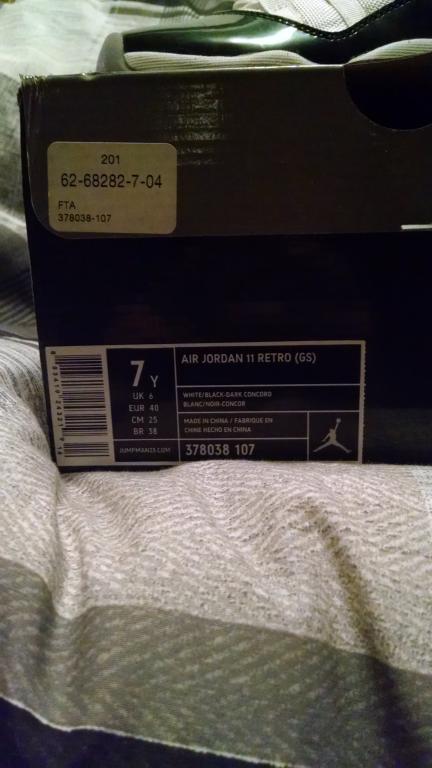 201
62-68282-7-04
FTA
378038-107
7 Y
UK 6
EUR 40
CM 25
BR 38
JUMPMAN23.COM
AIR JORDAN 11 RETRO (GS)
WHITE/BLACK-DARK CONCORD
BLANC/NOIR-CONCOR
MADE IN CHINA / FABRIQUE EN
CHINE HECHO EN CHINA
378038 107